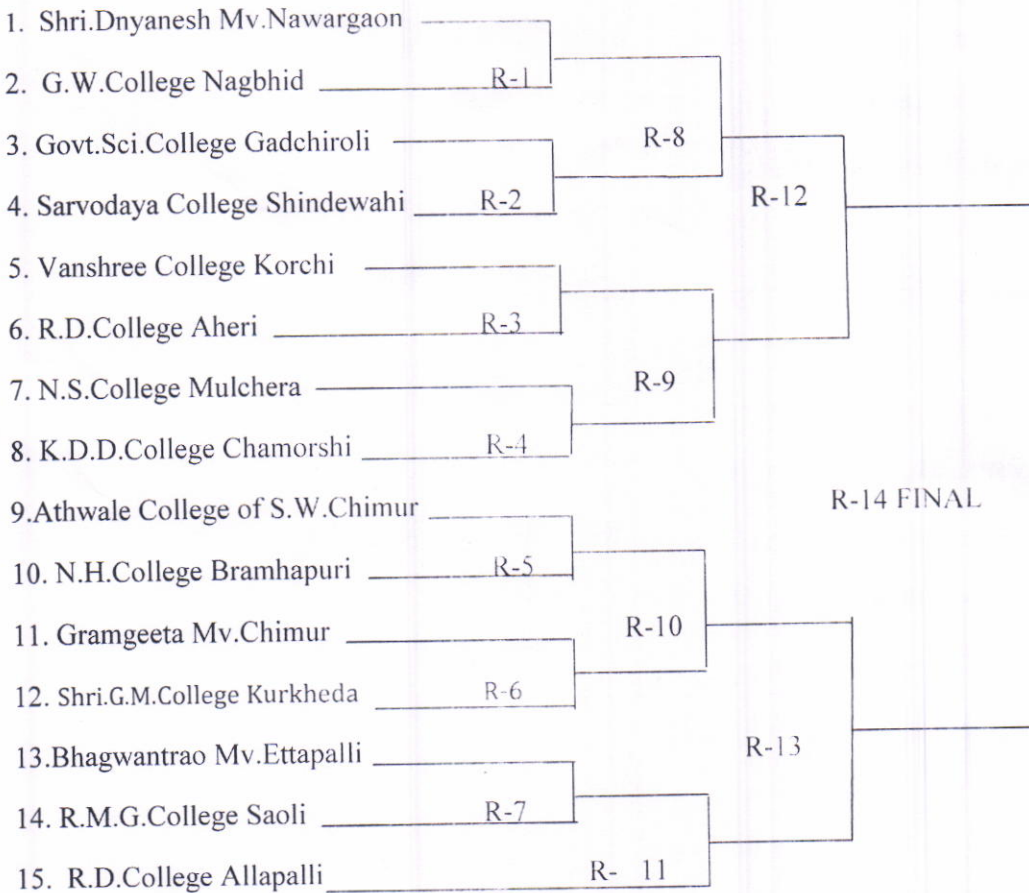 1. Shri.Dnyanesh Mv.Nawargaon
R-1
2. G.W.College Nagbhid
3. Govt.Sci.College Gadchiroli
R-8
4. Sarvodaya College Shindewahi
R-2
R-12
5. Vanshree College Korchi
6. R.D.College Aheri
R-3
7. N.S.College Mulchera
R-9
8. K.D.D.College Chamorshi
R-4
9.Athwale College of S.W.Chimur
R-14 FINAL
10. N.H.College Bramhapuri
R-5
11. Gramgeeta Mv.Chimur
R-10
12. Shri.G.M.College Kurkheda
R-6
13.Bhagwantrao Mv.Ettapalli
R-13
14. R.M.G.College Saoli
R-7
15. R.D.College Allapalli
R- 11